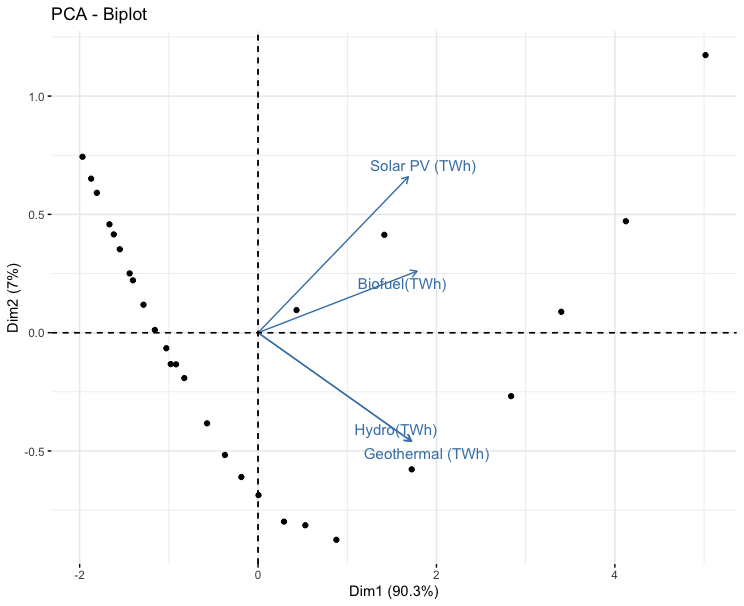 PCA - Biplot
1.0
0.5
0.0
-0.5
Dim2 (7%)
Solar PV (TWh)
Biofuel(TWh)
Hydro(TWh)
Geothermal (TWh)
-2
0
2
4
Dim1 (90.3%)